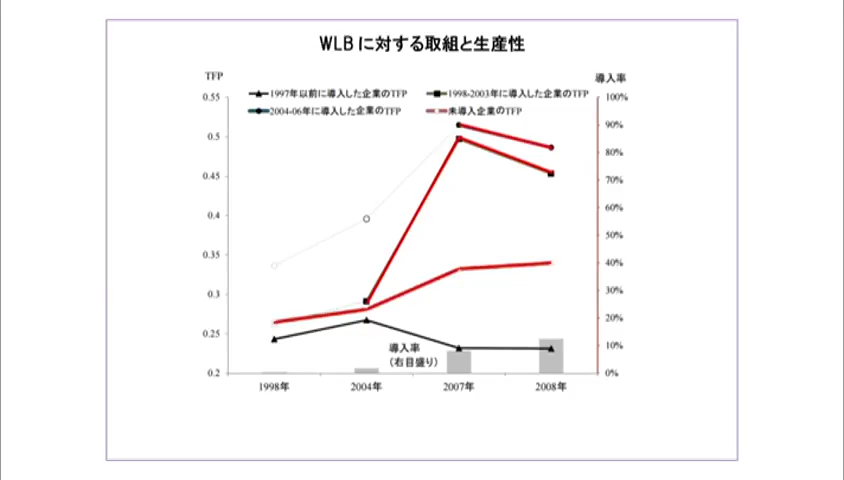 WLBに対する取組と生産性
TFP
導入率
1997年以前に導入した企業のTFP
1998-2003年に導入した企業のTFP
2004-06年に導入した企業のTFP
未導入企業のTFP
0.55
0.5
0.45
0.4
0.35
0.3
0.25
0.2
100%
90%
80%
70%
60%
50%
40%
30%
20%
10%
0%
導入率
（右目盛り）
1998年
2004年
2007年
2008年